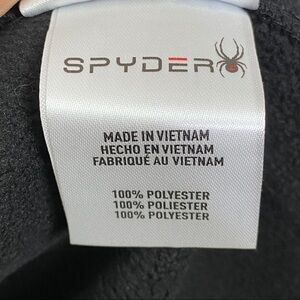 SPYDER
MADE IN VIETNAM
HECHO EN VIETNAM
FABRIQUÉ AU VIETNAM
100% POLYESTER
100% POLIESTER
100% POLYESTER